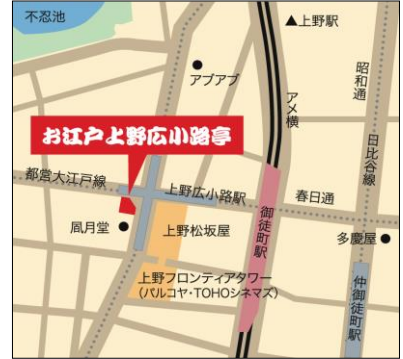 不忍池
▲上野駅
アブアブ
アメ横
昭和通
日比谷線
お江戸上野広小路亭
都営大江戸線
上野広小路駅
春日通
御徒町駅
風月堂
上野松坂屋
多慶屋
上野フロンティアタワー
(パルコヤ・TOHOシネマズ)
仲御徒町駅